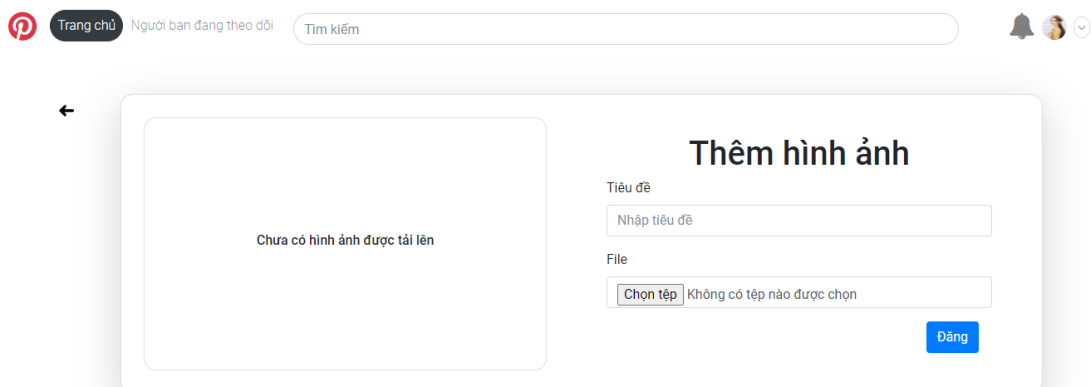 Trang chủ Người bạn đang theo dõi Tìm kiếm
Chưa có hình ảnh được tải lên
Thêm hình ảnh
Tiêu đề
Nhập tiêu đề
File
Chọn tệp Không có tệp nào được chọn
Đăng